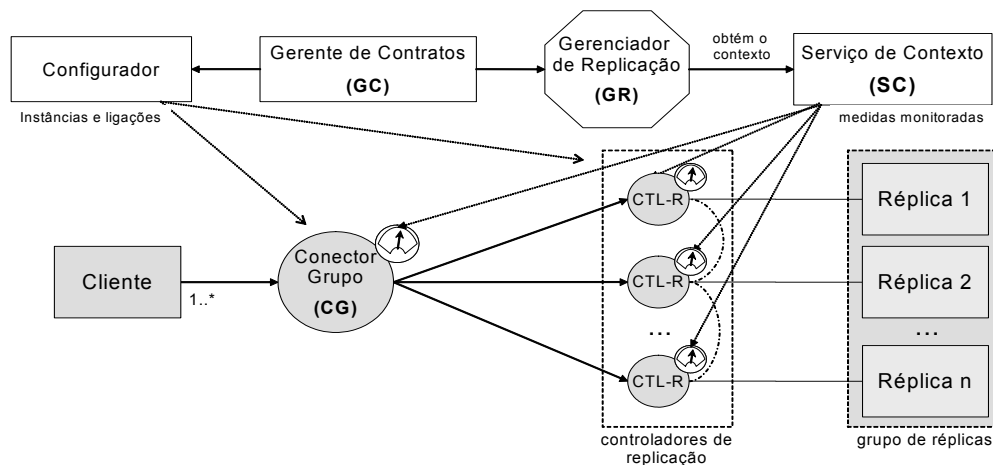 Configurador
Gerente de Contratos
(GC)
Gerenciador
de Replicação
(GR)
obtém o
contexto
Serviço de Contexto
(SC)
Instâncias e ligações
medidas monitoradas
CTL-R
Réplica 1
Cliente
1..*
Conector
Grupo
(CG)
CTL-R
Réplica 2
...
...
CTL-R
Réplica n
controladores de
replicação
grupo de réplicas